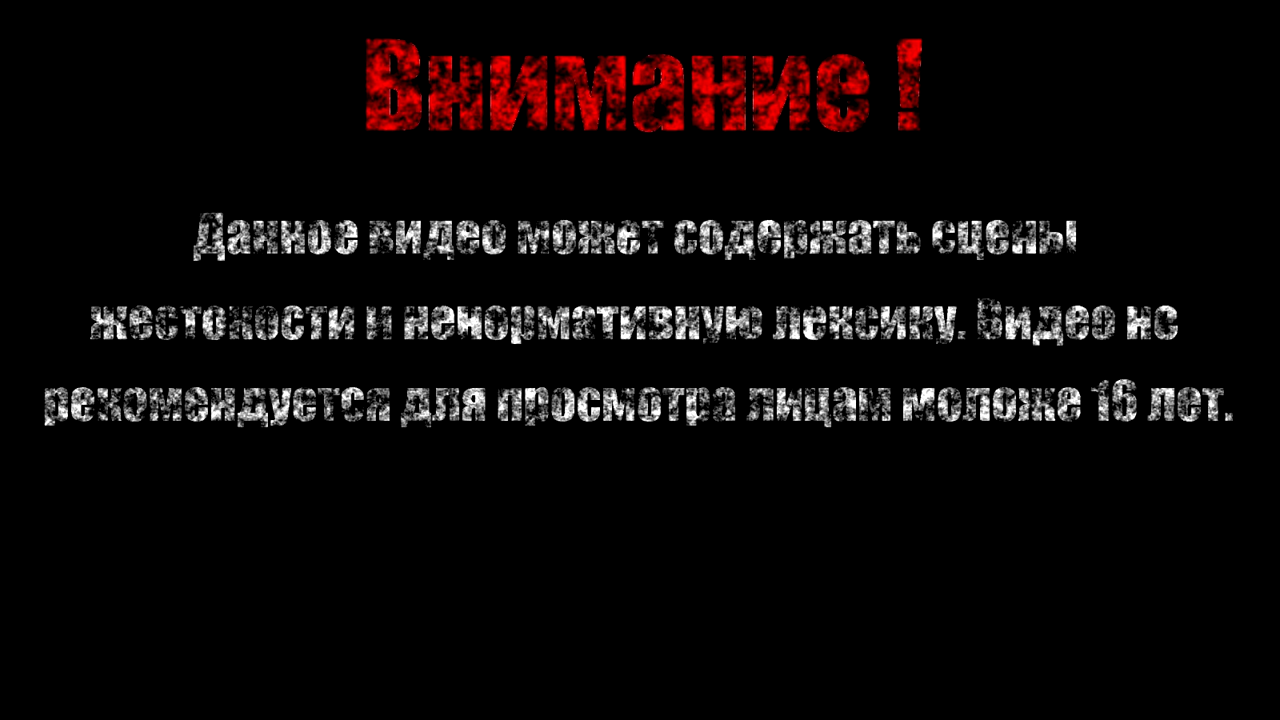 Внимание !
Данное видео может содержать сцены
жестокости и ненормативную лексику. Видео не
рекомендуется для просмотра лицам моложе 16 лет.